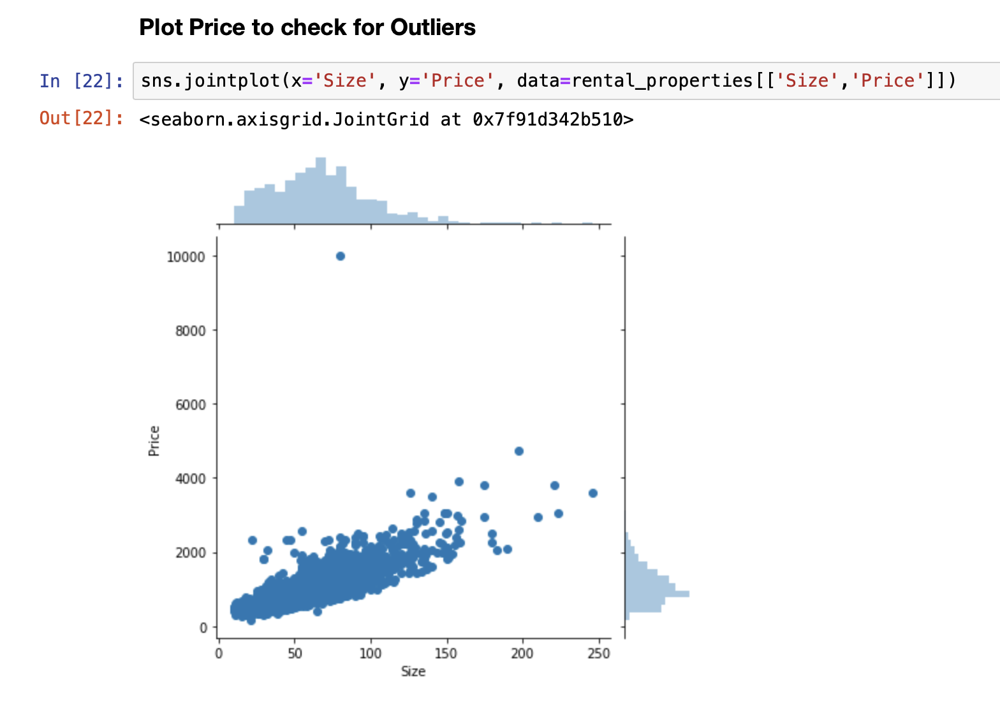 Plot Price to check for Outliers
In [22]: sns.jointplot(x='Size', y='Price', data=rental_properties[['Size','Price']])
Out[22]: <seaborn.axisgrid.JointGrid at 0x7f91d342b510>
10000
8000
6000
4000
2000
0
Price
0 50 100 150 200 250
Size